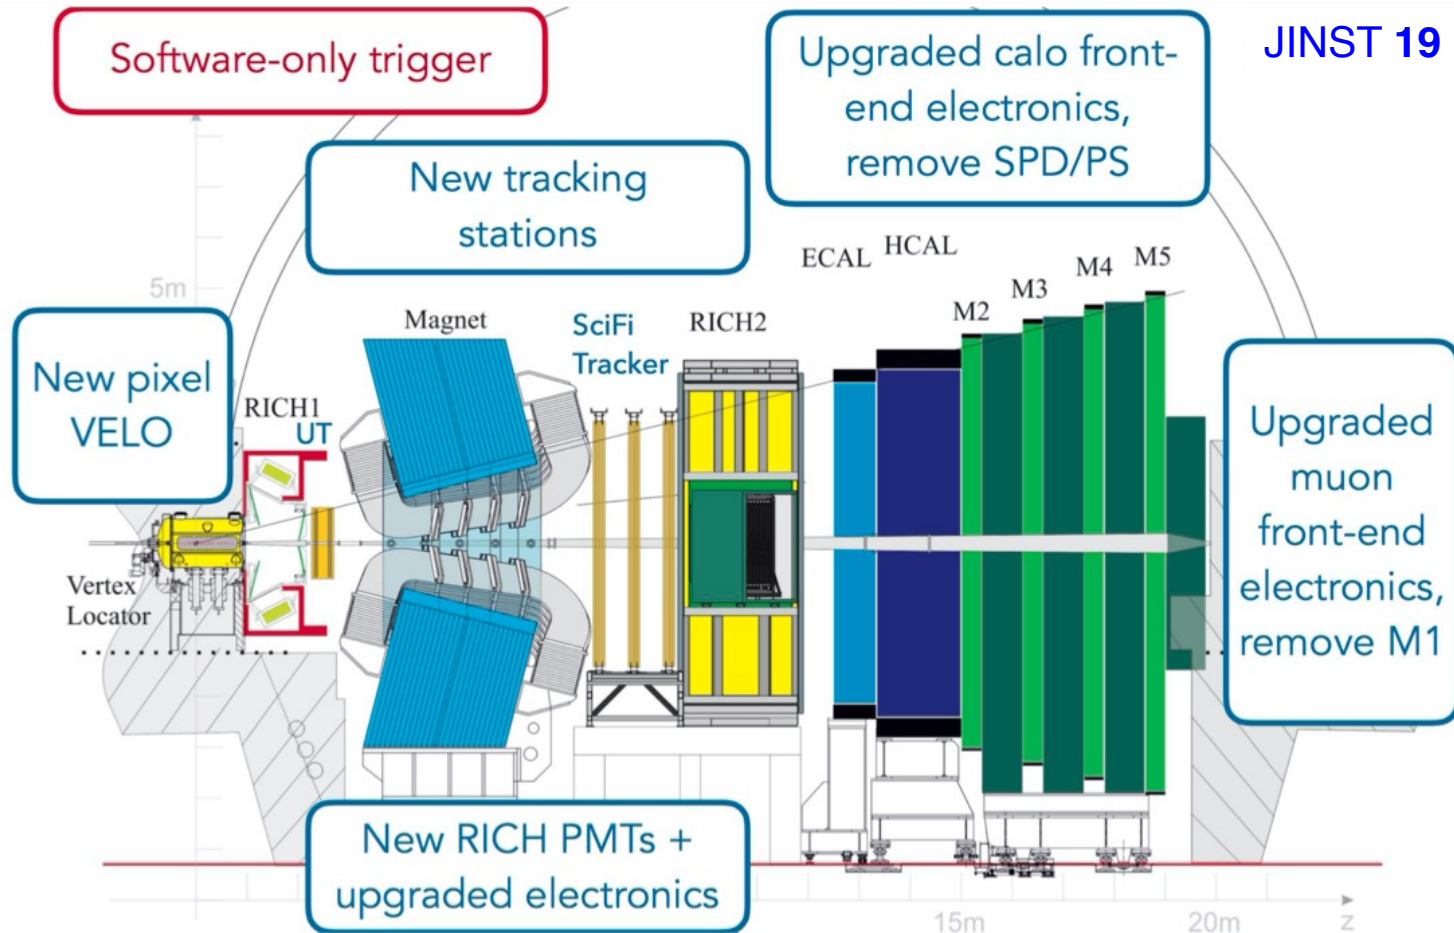 Software-only trigger
Upgraded calo front-
end electronics,
remove SPD/PS
JINST 19
New tracking
stations
ECAL
HCAL
M2
M3
M4
M5
5m
Magnet
SciFi
Tracker
RICH2
New pixel
VELO
RICH1
UT
Upgraded
muon
front-end
electronics,
remove M1
Vertex
Locator
New RICH PMTs +
upgraded electronics
15m
20m
z